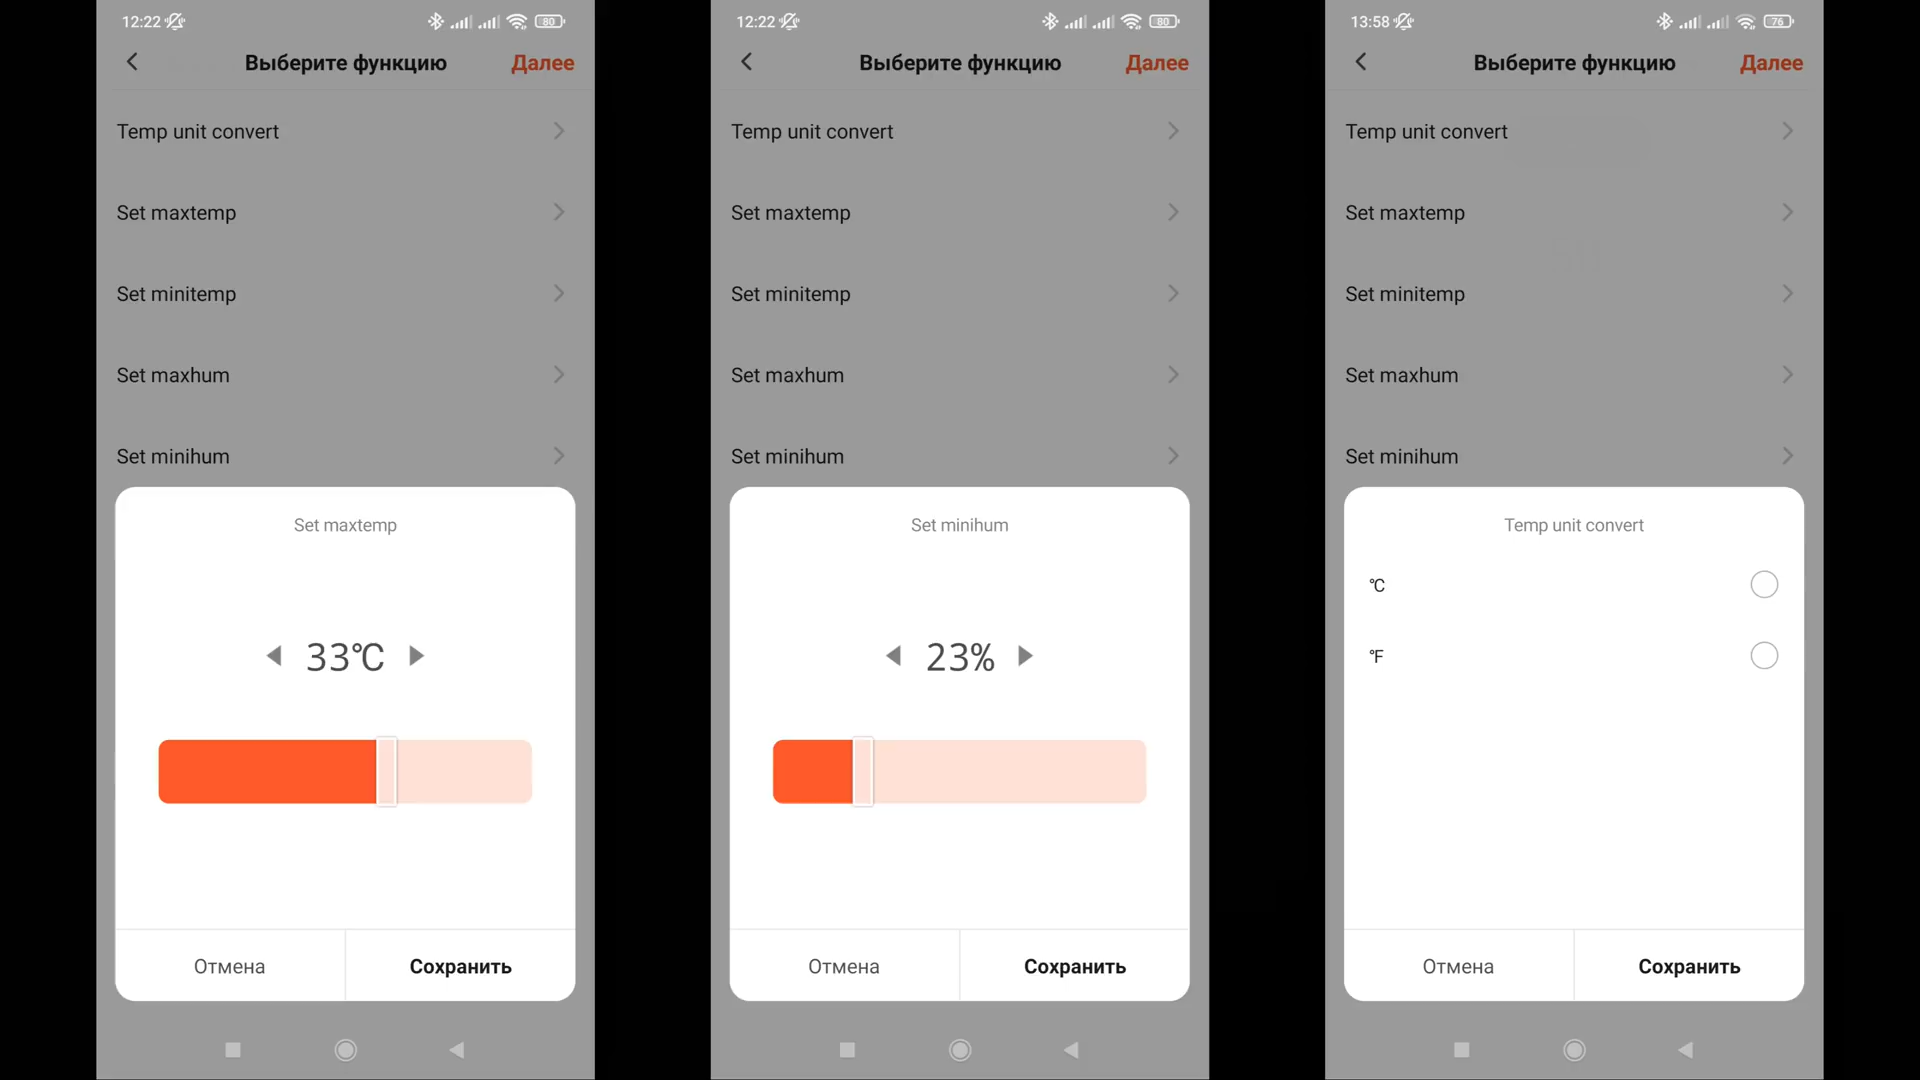 12:22
80
Выберите функцию
Далее
Temp unit convert
Set maxtemp
Set minitemp
Set maxhum
Set minihum
Set maxtemp
33℃
Отмена
Сохранить
12:22
80
Выберите функцию
Далее
Temp unit convert
Set maxtemp
Set minitemp
Set maxhum
Set minihum
Set minihum
23%
Отмена
Сохранить
13:58
76
Выберите функцию
Далее
Temp unit convert
Set maxtemp
Set minitemp
Set maxhum
Set minihum
Temp unit convert
℃
℉
Отмена
Сохранить